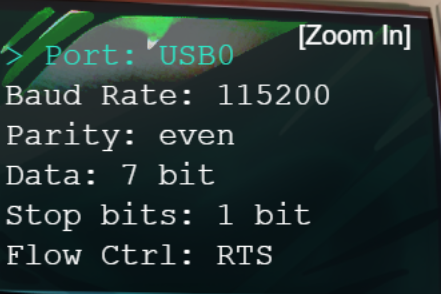 [Zoom In]
> Port: USB0
Baud Rate: 115200
Parity: even
Data: 7 bit
Stop bits: 1 bit
Flow Ctrl: RTS